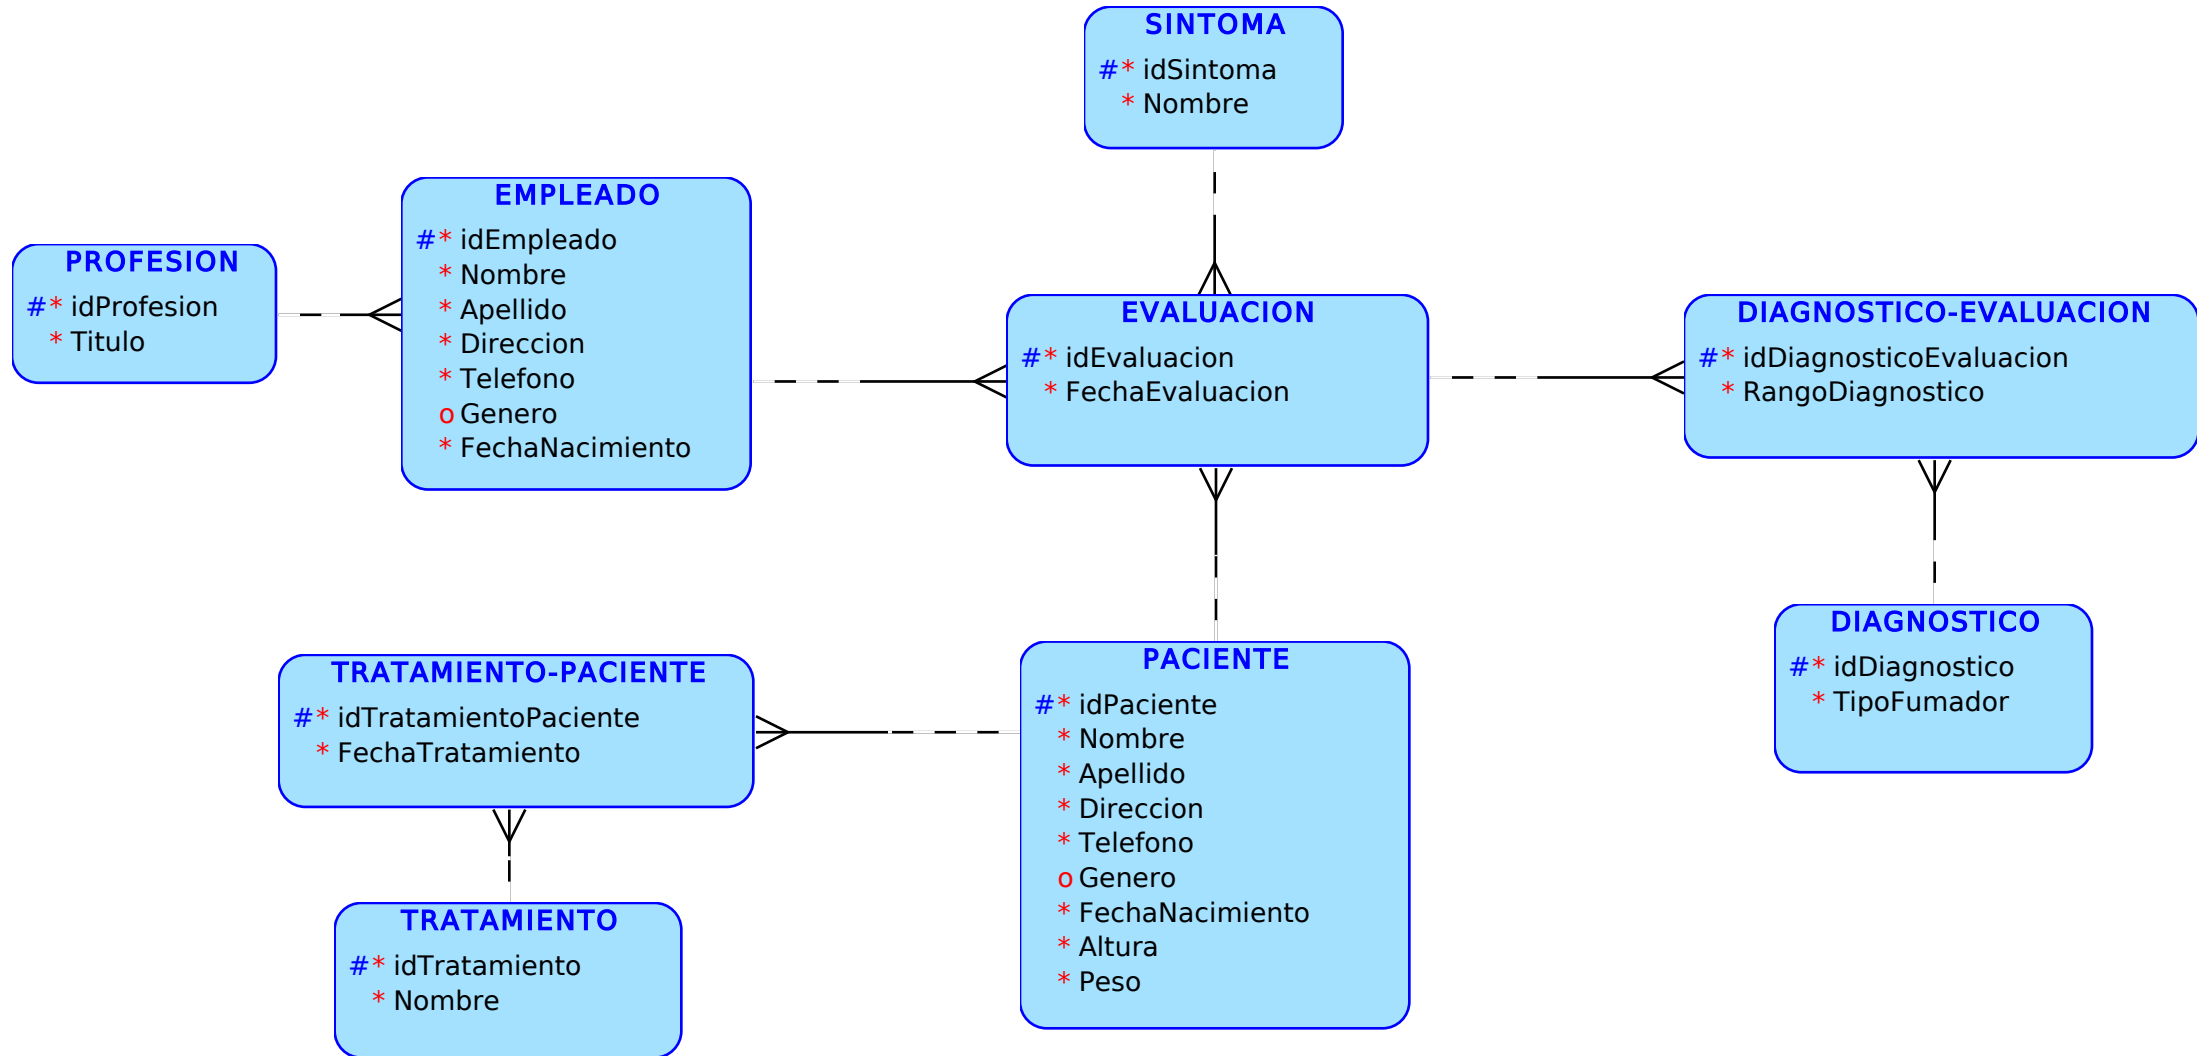 SINTOMA
#* idSintoma
* Nombre
EMPLEADO
#* idEmpleado
* Nombre
* Apellido
* Direccion
* Telefono
o Genero
* FechaNacimiento
PROFESION
#* idProfesion
* Titulo
EVALUACION
#* idEvaluacion
* FechaEvaluacion
DIAGNOSTICO-EVALUACION
#* idDiagnosticoEvaluacion
* RangoDiagnostico
DIAGNOSTICO
#* idDiagnostico
* TipoFumador
PACIENTE
#* idPaciente
* Nombre
* Apellido
* Direccion
* Telefono
o Genero
* FechaNacimiento
* Altura
* Peso
TRATAMIENTO-PACIENTE
#* idTratamientoPaciente
* FechaTratamiento
TRATAMIENTO
#* idTratamiento
* Nombre